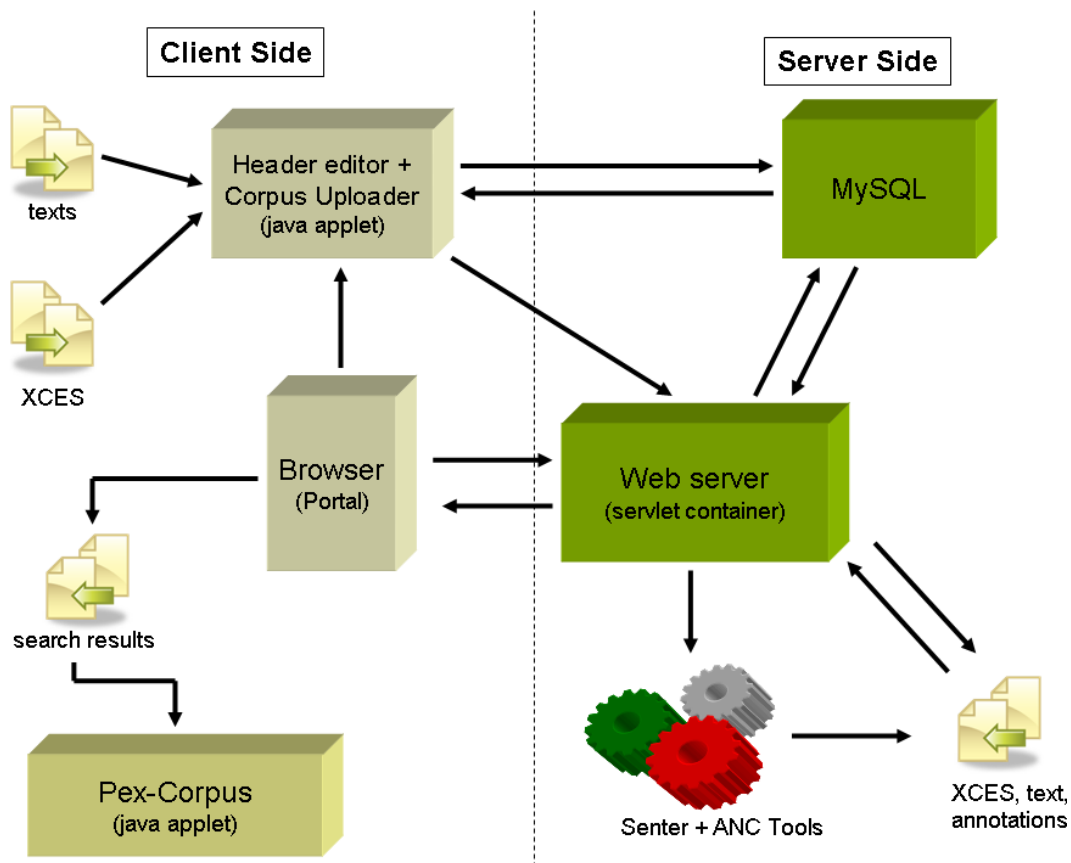 Client Side
Server Side
texts
Header editor +
Corpus Uploader
(java applet)
MySQL
XCES
Browser
(Portal)
Web server
(servlet container)
search results
Pex-Corpus
(java applet)
Senter + ANC Tools
XCES, text,
annotations